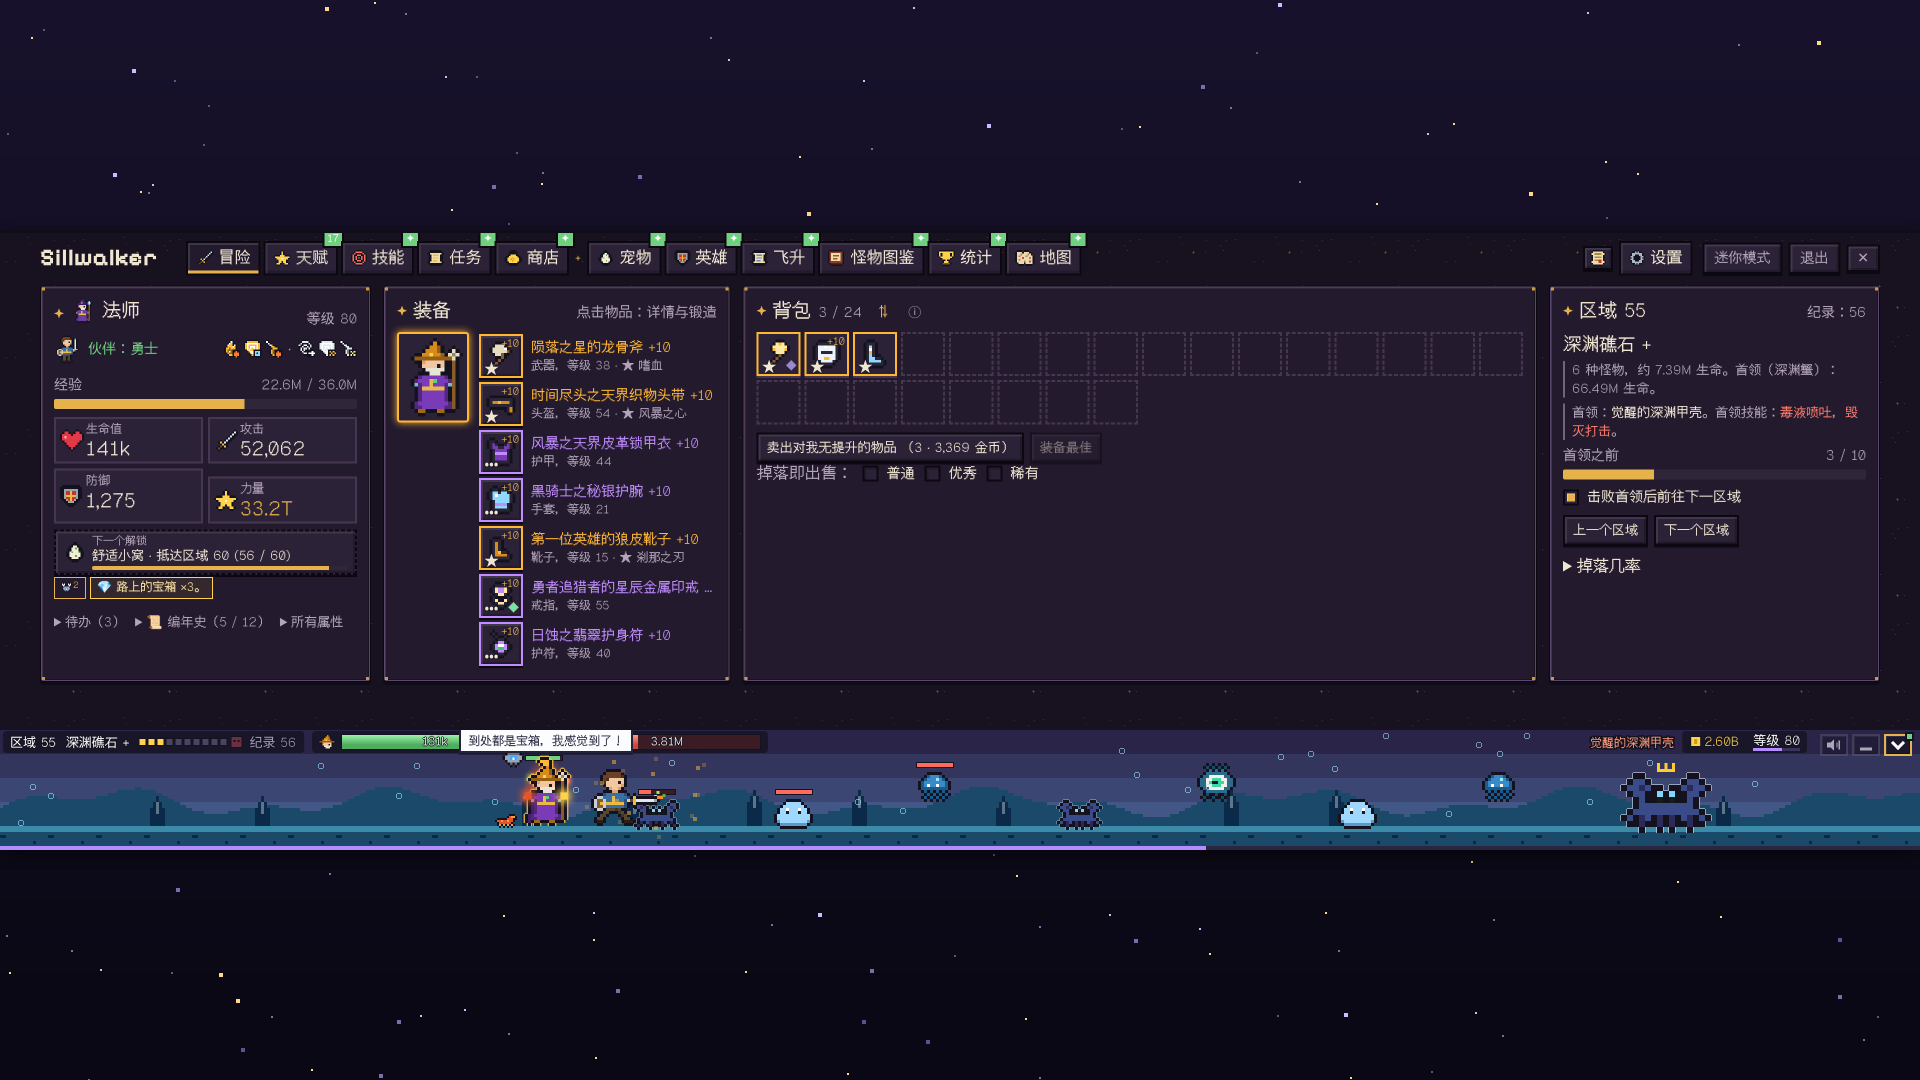 Sillwalker
冒险
天赋
17
技能
任务
商店
宠物
英雄
飞升
怪物图鉴
统计
地图
设置
迷你模式
退出
×
法师
等级 80
伙伴：勇士
经验
22.6M / 36.0M
生命值
141k
攻击
52,062
防御
1,275
力量
33.2T
下一个解锁
舒适小窝 · 抵达区域 60 (56 / 60)
2
路上的宝箱 ×3。
待办（3）
编年史（5 / 12）
所有属性
装备
点击物品：详情与锻造
+10
陨落之星的龙骨斧 +10
武器，等级 38 · ★ 嗜血
+10
时间尽头之天界织物头带 +10
头盔，等级 54 · ★ 风暴之心
+10
风暴之天界皮革锁甲衣 +10
护甲，等级 44
+10
黑骑士之秘银护腕 +10
手套，等级 21
+10
第一位英雄的狼皮靴子 +10
靴子，等级 15 · ★ 刹那之刃
+10
勇者追猎者的星辰金属印戒 ...
戒指，等级 55
+10
日蚀之翡翠护身符 +10
护符，等级 40
背包 3 / 24
+10
卖出对我无提升的物品 （3 · 3,369 金币）
装备最佳
掉落即出售：
普通
优秀
稀有
区域 55
纪录：56
深渊礁石 +
6 种怪物，约 7.39M 生命。首领（深渊蟹）：
66.49M 生命。
首领：觉醒的深渊甲壳。首领技能：毒液喷吐，毁
灭打击。
首领之前
3 / 10
击败首领后前往下一区域
上一个区域
下一个区域
掉落几率
区域 55 深渊礁石 +
纪录 56
131k
到处都是宝箱，我感觉到了！
3.81M
觉醒的深渊甲壳
2.60B
等级 80